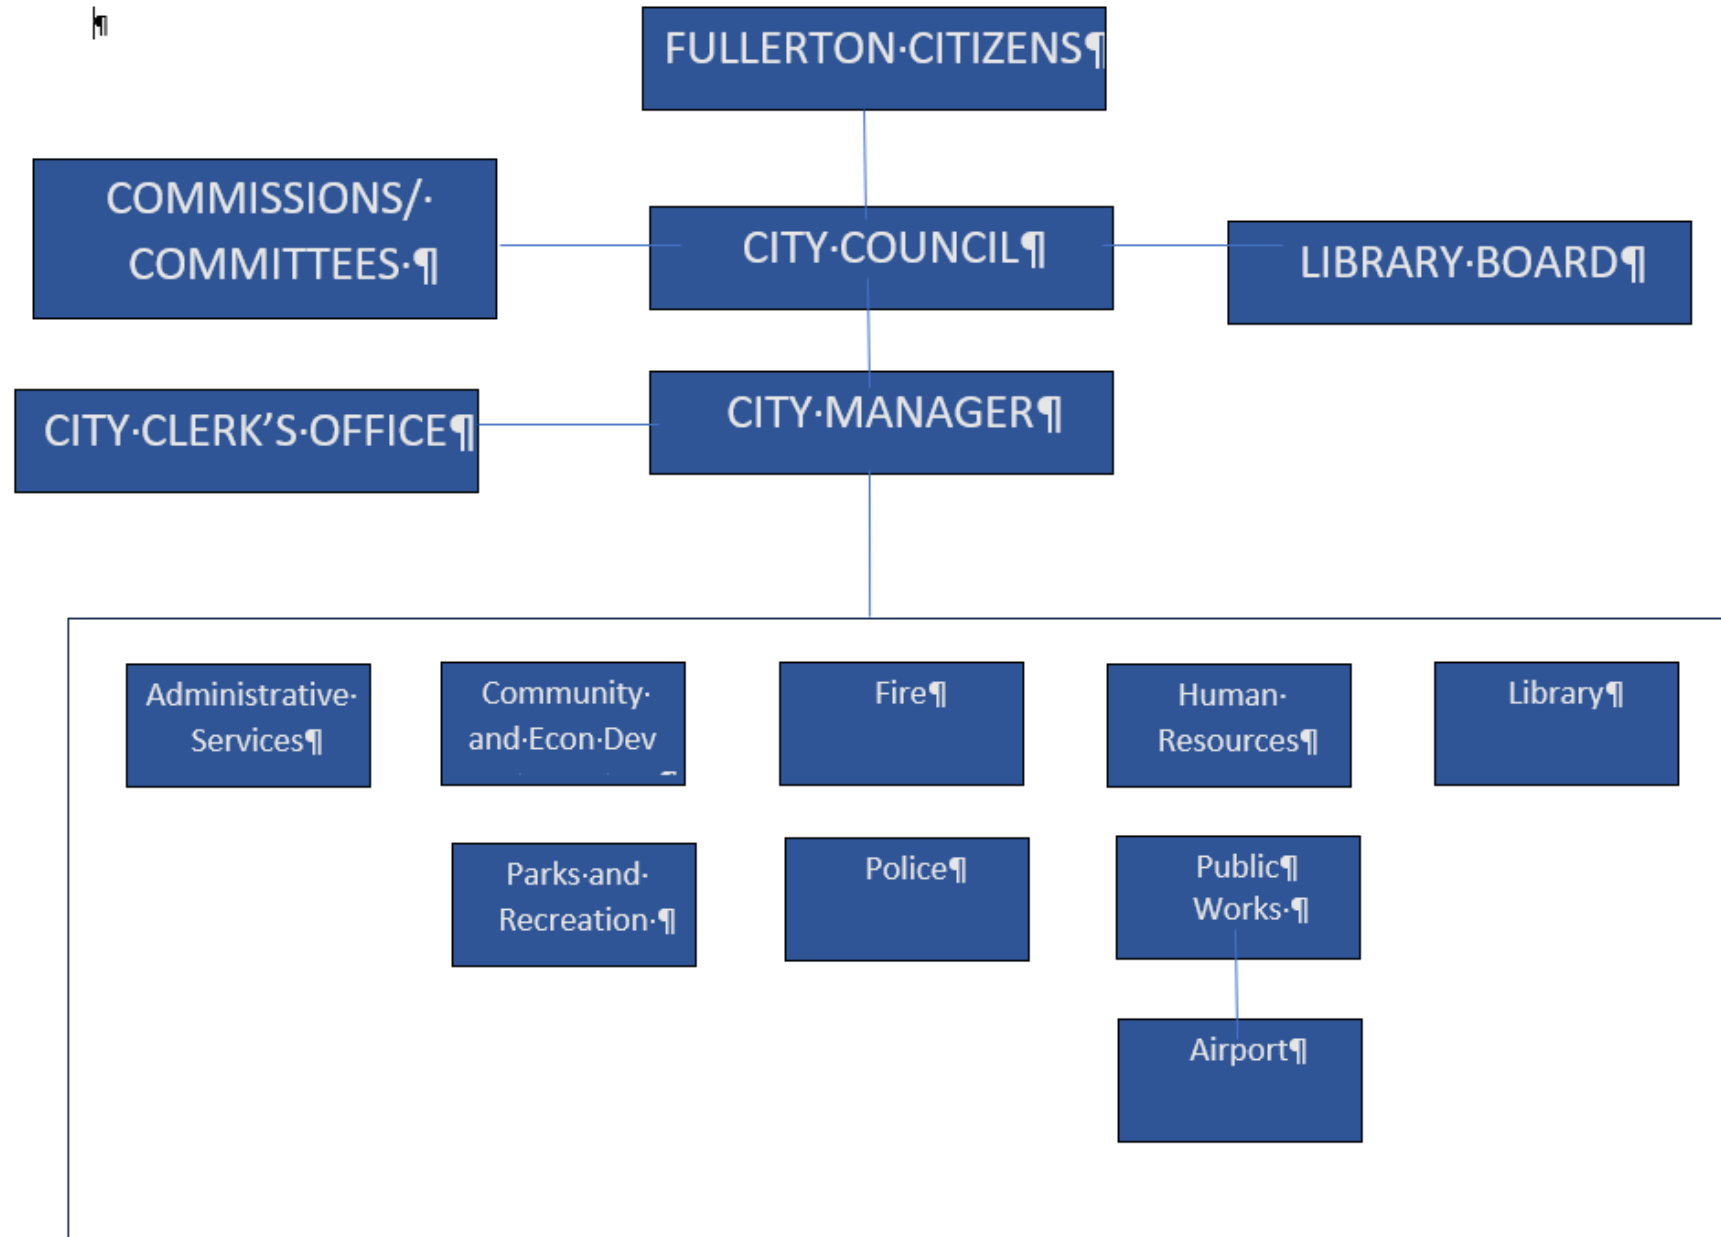 ¶
FULLERTON·CITIZENS¶
COMMISSIONS/·
COMMITTEES·¶
CITY·COUNCIL¶
LIBRARY·BOARD¶
CITY·CLERK’S·OFFICE¶
CITY·MANAGER¶
Administrative·
Services¶
Community·
and·Econ·Dev
Fire¶
Human·
Resources¶
Library¶
Parks·and·
Recreation·¶
Police¶
Public¶
Works·¶
Airport¶